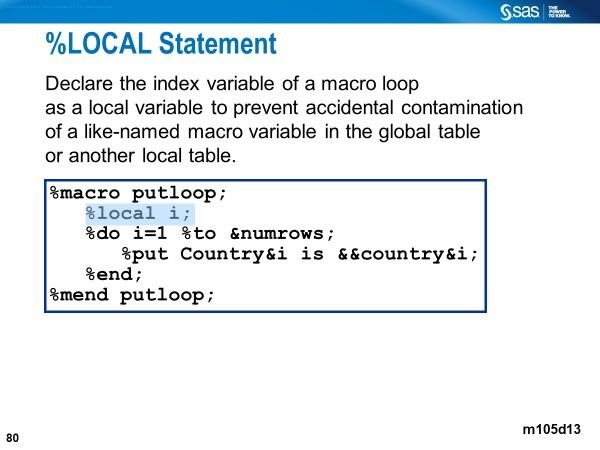 sas
THE
POWER
TO KNOW.
%LOCAL Statement
Declare the index variable of a macro loop
as a local variable to prevent accidental contamination
of a like-named macro variable in the global table
or another local table.
%macro putloop;
%local i;
%do i=1 %to &numrows;
%put Country&i is &&country&i;
%end;
%mend putloop;
80
m105d13